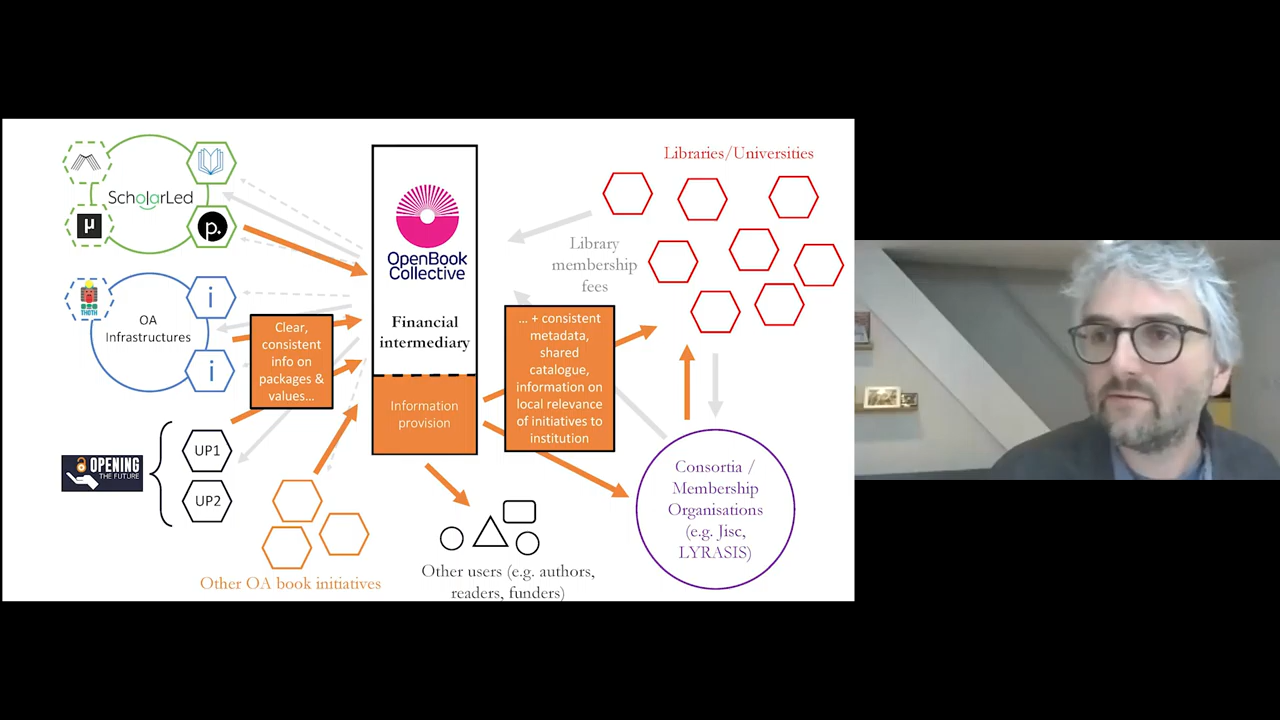 ScholarLed
μ
p.
THOTH
OA
Infrastructures
i
i
OPENING
THE FUTURE
UP1
UP2
Clear,
consistent
info on
packages &
values...
Other OA book initiatives
OpenBook
Collective
Financial
intermediary
Information
provision
Other users (e.g. authors,
readers, funders)
Library
membership
fees
... + consistent
metadata,
shared
catalogue,
information on
local relevance
of initiatives to
institution
Libraries/Universities
Consortia /
Membership
Organisations
(e.g. Jisc,
LYRASIS)